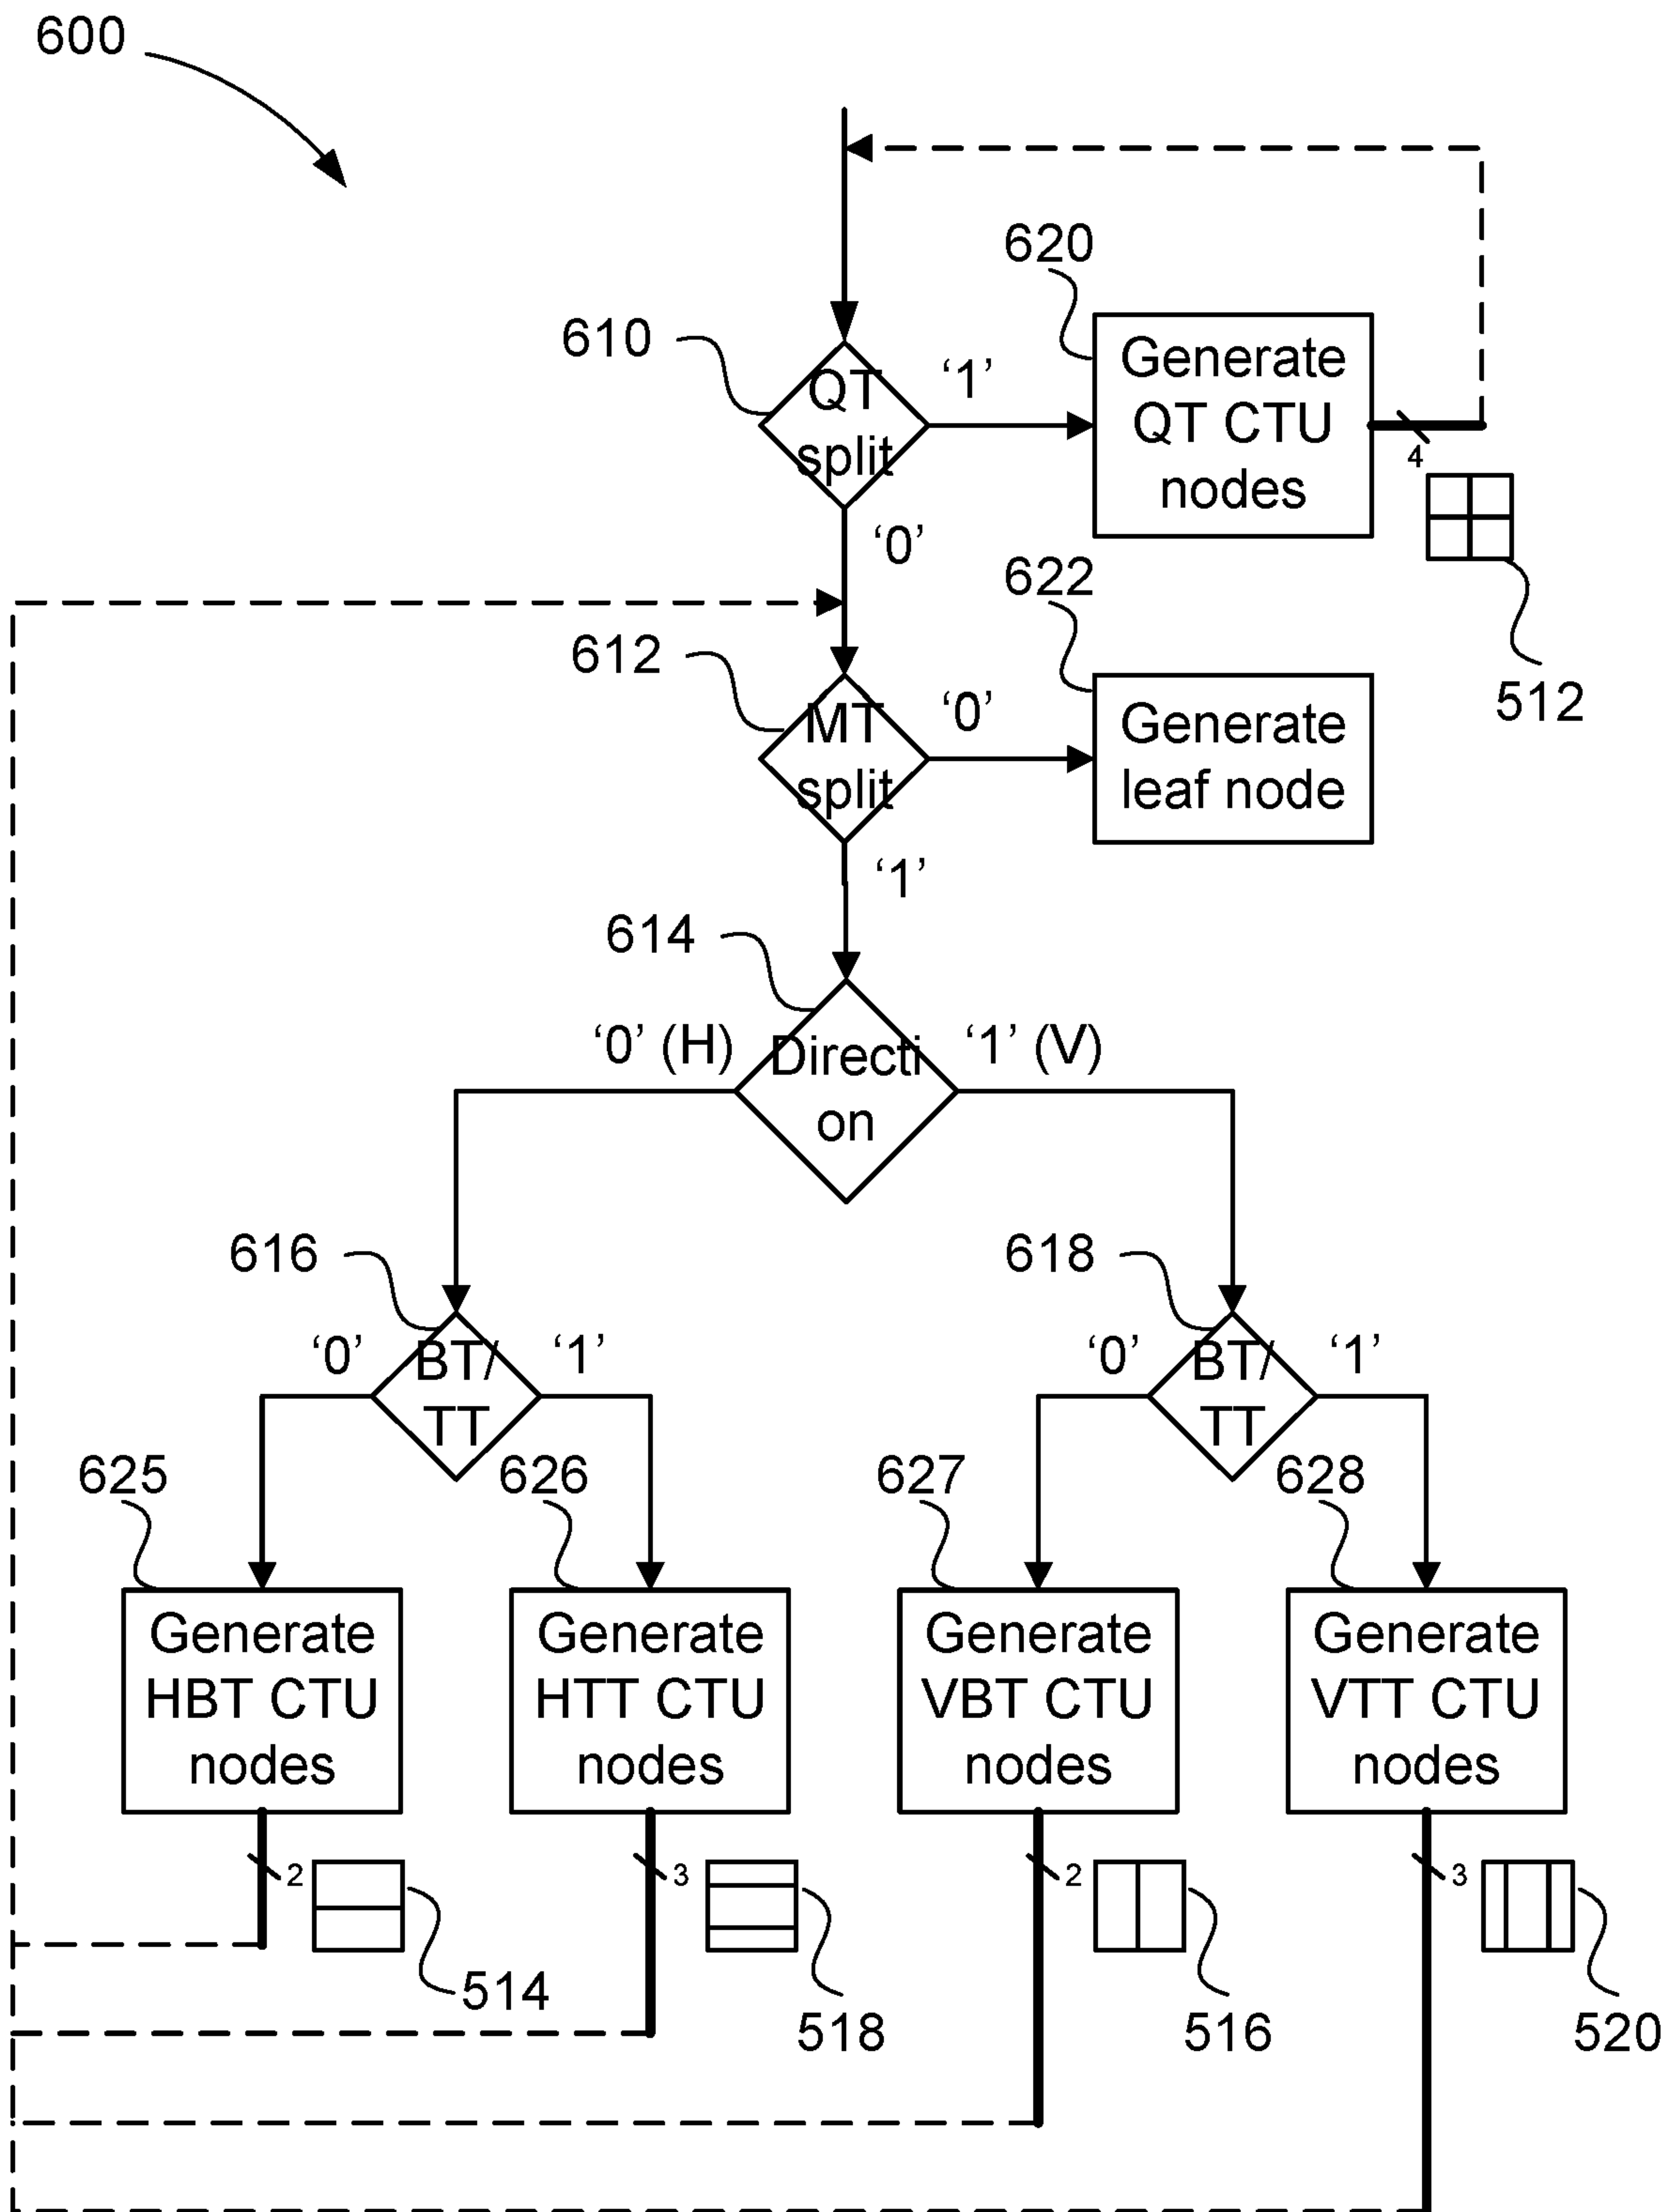 600
620
610
QT
split
‘1’
Generate
QT CTU
nodes
4
‘0’
512
622
612
MT
split
‘0’
Generate
leaf node
‘1’
614
‘0’ (H)
Directi
on
‘1’ (V)
616
618
‘0’
BT/
TT
‘1’
‘0’
BT/
TT
‘1’
625
626
627
628
Generate
HBT CTU
nodes
Generate
HTT CTU
nodes
Generate
VBT CTU
nodes
Generate
VTT CTU
nodes
2
3
2
3
514
518
516
520